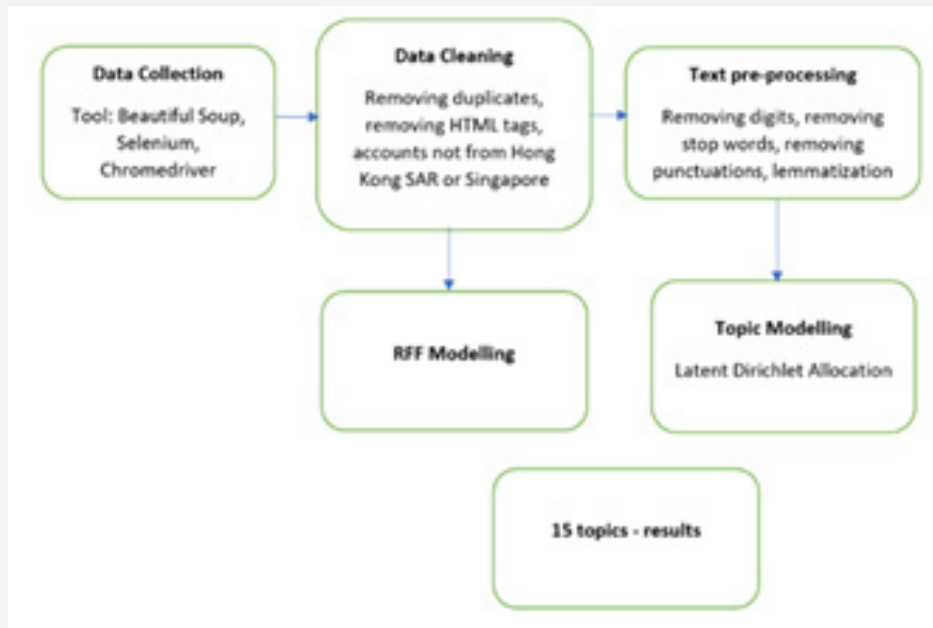 Data Collection
Tool: Beautiful Soup,
Selenium,
Chromedriver
Data Cleaning
Removing duplicates,
removing HTML tags,
accounts not from Hong
Kong SAR or Singapore
Text pre-processing
Removing digits, removing
stop words, removing
punctuations, lemmatization
RFF Modelling
Topic Modelling
Latent Dirichlet Allocation
15 topics - results